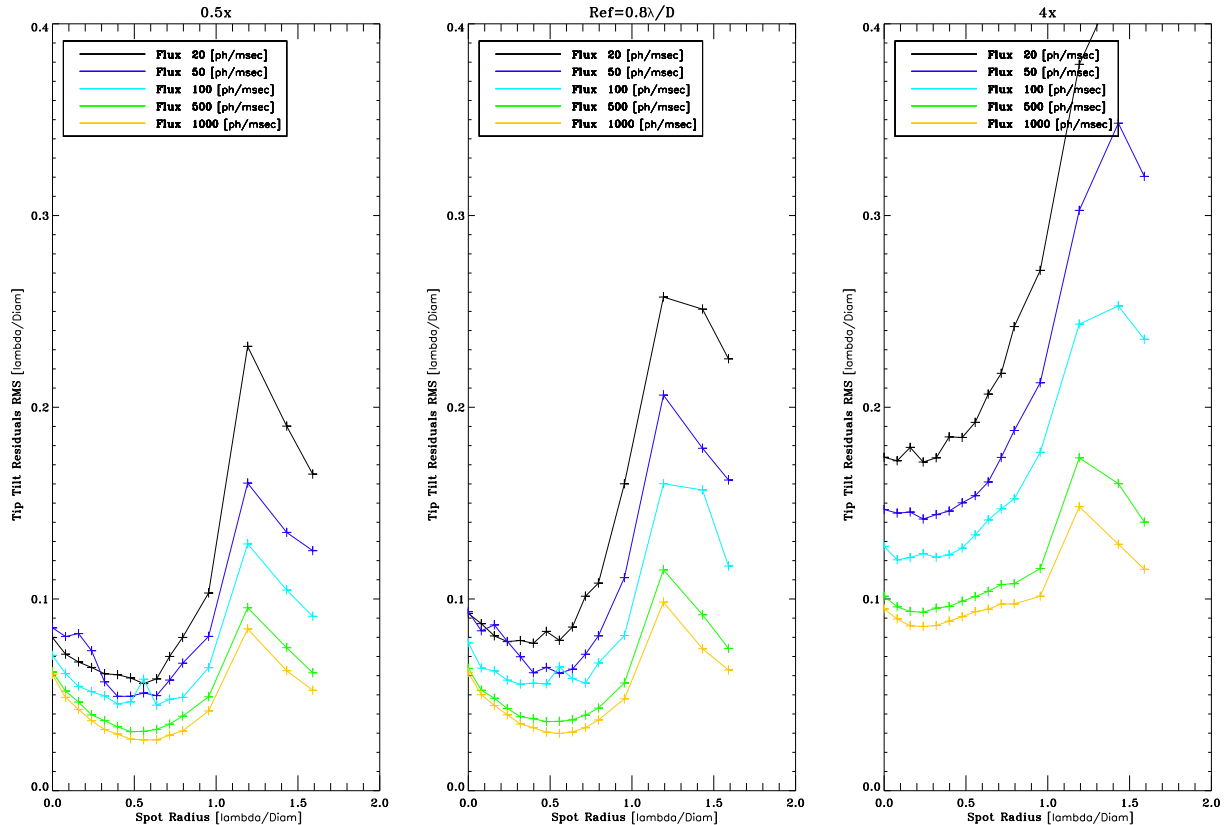 0.5x
0.4
0.3
0.2
0.1
0.0
Flux 20 [ph/msec]
Flux 50 [ph/msec]
Flux 100 [ph/msec]
Flux 500 [ph/msec]
Flux 1000 [ph/msec]
Tip Tilt Residuals RMS [lambda/Diam]
0.0 0.5 1.0 1.5 2.0
Spot Radius [lambda/Diam]
Ref=0.8λ/D
0.4
0.3
0.2
0.1
0.0
Flux 20 [ph/msec]
Flux 50 [ph/msec]
Flux 100 [ph/msec]
Flux 500 [ph/msec]
Flux 1000 [ph/msec]
Tip Tilt Residuals RMS [lambda/Diam]
0.0 0.5 1.0 1.5 2.0
Spot Radius [lambda/Diam]
4x
0.4
0.3
0.2
0.1
0.0
Flux 20 [ph/msec]
Flux 50 [ph/msec]
Flux 100 [ph/msec]
Flux 500 [ph/msec]
Flux 1000 [ph/msec]
Tip Tilt Residuals RMS [lambda/Diam]
0.0 0.5 1.0 1.5 2.0
Spot Radius [lambda/Diam]